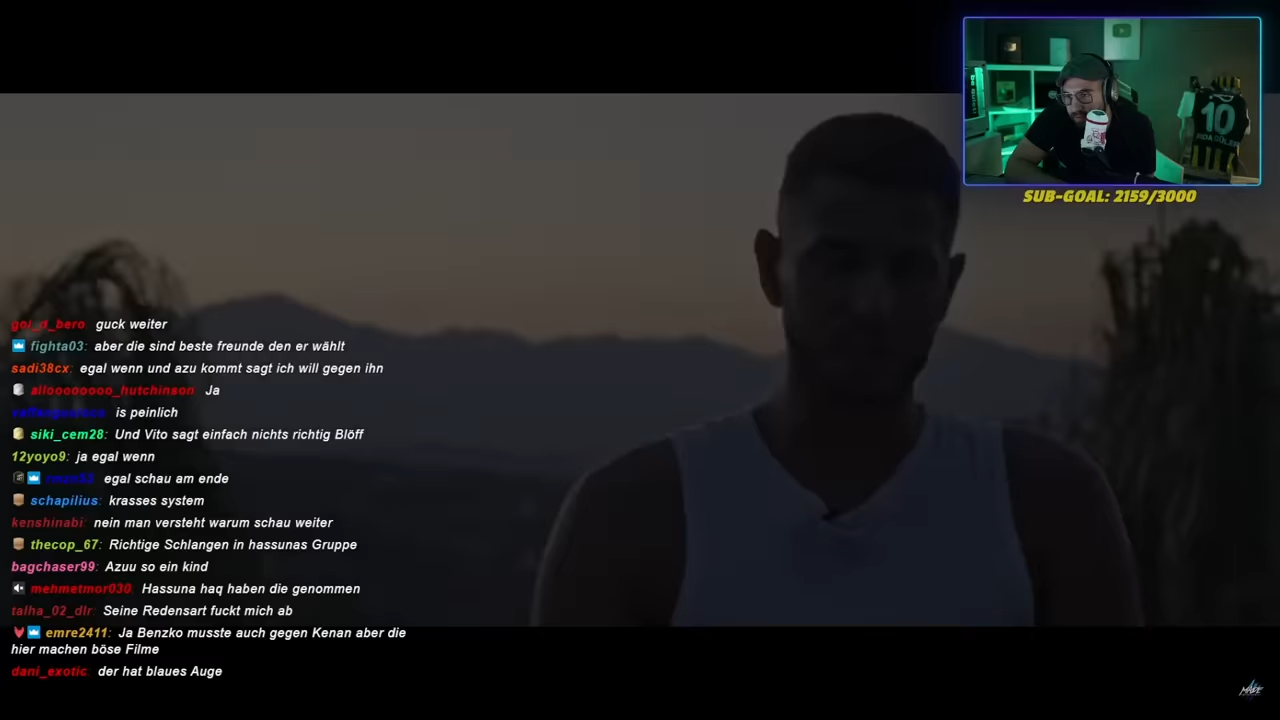 SUB-GOAL: 2159/3000
10
goi_d_bero: guck weiter
fighta03: aber die sind beste freunde den er wählt
sadi38cx: egal wenn und azu kommt sagt ich will gegen ihn
allooooooo_hutchinson Ja
is peinlich
siki_cem28: Und Vito sagt einfach nichts richtig Blöff
12yoyo9: ja egal wenn
egal schau am ende
schapilius: krasses system
kenshinabi: nein man versteht warum schau weiter
thecop_67: Richtige Schlangen in hassunas Gruppe
bagchaser99: Azuu so ein kind
mehmetmor030: Hassuna haq haben die genommen
talha_02_dlr: Seine Redensart fuckt mich ab
emre2411: Ja Benzko musste auch gegen Kenan aber die
hier machen böse Filme
dani_exotic: der hat blaues Auge